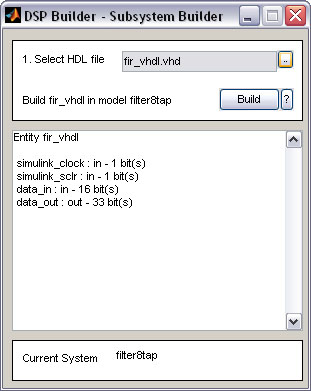 DSP Builder - Subsystem Builder
1. Select HDL file
fir_vhdl.vhd
..
Build fir_vhdl in model filter8tap
Build
?
Entity fir_vhdl
simulink_clock : in - 1 bit(s)
simulink_sclr : in - 1 bit(s)
data_in : in - 16 bit(s)
data_out : out - 33 bit(s)
Current System
filter8tap